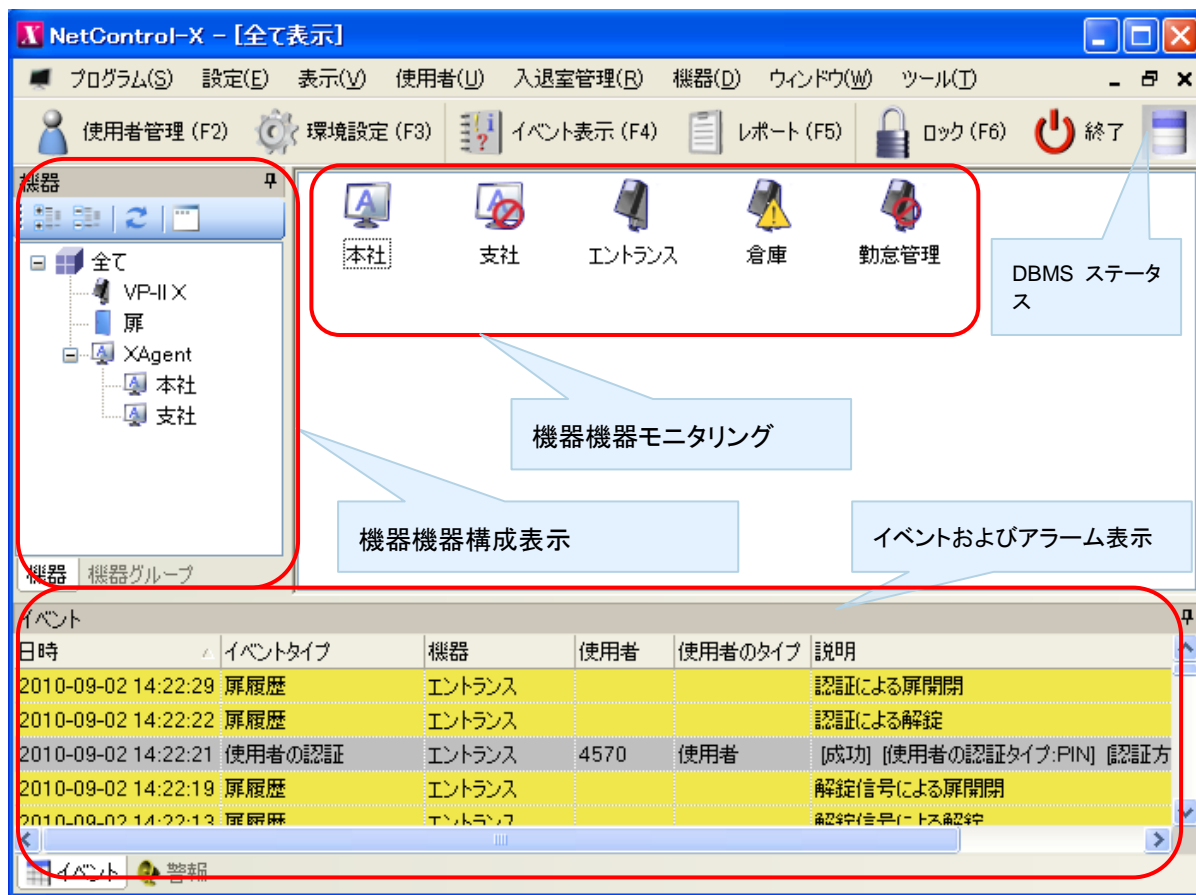 NetControl-X - [全て表示]
プログラム(S) 設定(E) 表示(V) 使用者(U) 入退室管理(R) 機器(D) ウィンドウ(W) ツール(T)
使用者管理 (F2) 環境設定 (F3) イベント表示 (F4) レポート (F5) ロック (F6) 終了
機器
全て
VP-II X
扉
XAgent
本社
支社
機器 機器グループ
本社 支社 エントランス 倉庫 勤怠管理
DBMS ステータ
ス
機器機器モニタリング
機器機器構成表示
イベントおよびアラーム表示
イベント
日時 イベントタイプ 機器 使用者 使用者のタイプ 説明
2010-09-02 14:22:29 扉履歴 エントランス 認証による扉開閉
2010-09-02 14:22:22 扉履歴 エントランス 認証による解錠
2010-09-02 14:22:21 使用者の認証 エントランス 4570 使用者 [成功] [使用者の認証タイプ:PIN] [認証方
2010-09-02 14:22:19 扉履歴 エントランス 解錠信号による扉開閉
2010-09-02 14:22:13 扉履歴 エントランス 解錠信号による解錠
イベント 警報